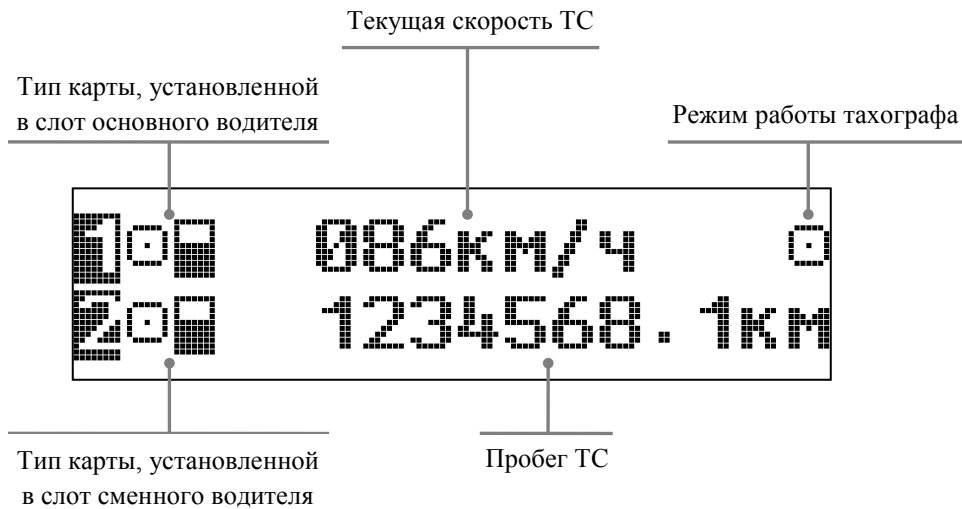 Текущая скорость ТС
Тип карты, установленной
в слот основного водителя
Режим работы тахографа
1 086км/ч
2 1234568.1км
Тип карты, установленной
в слот сменного водителя
Пробег ТС